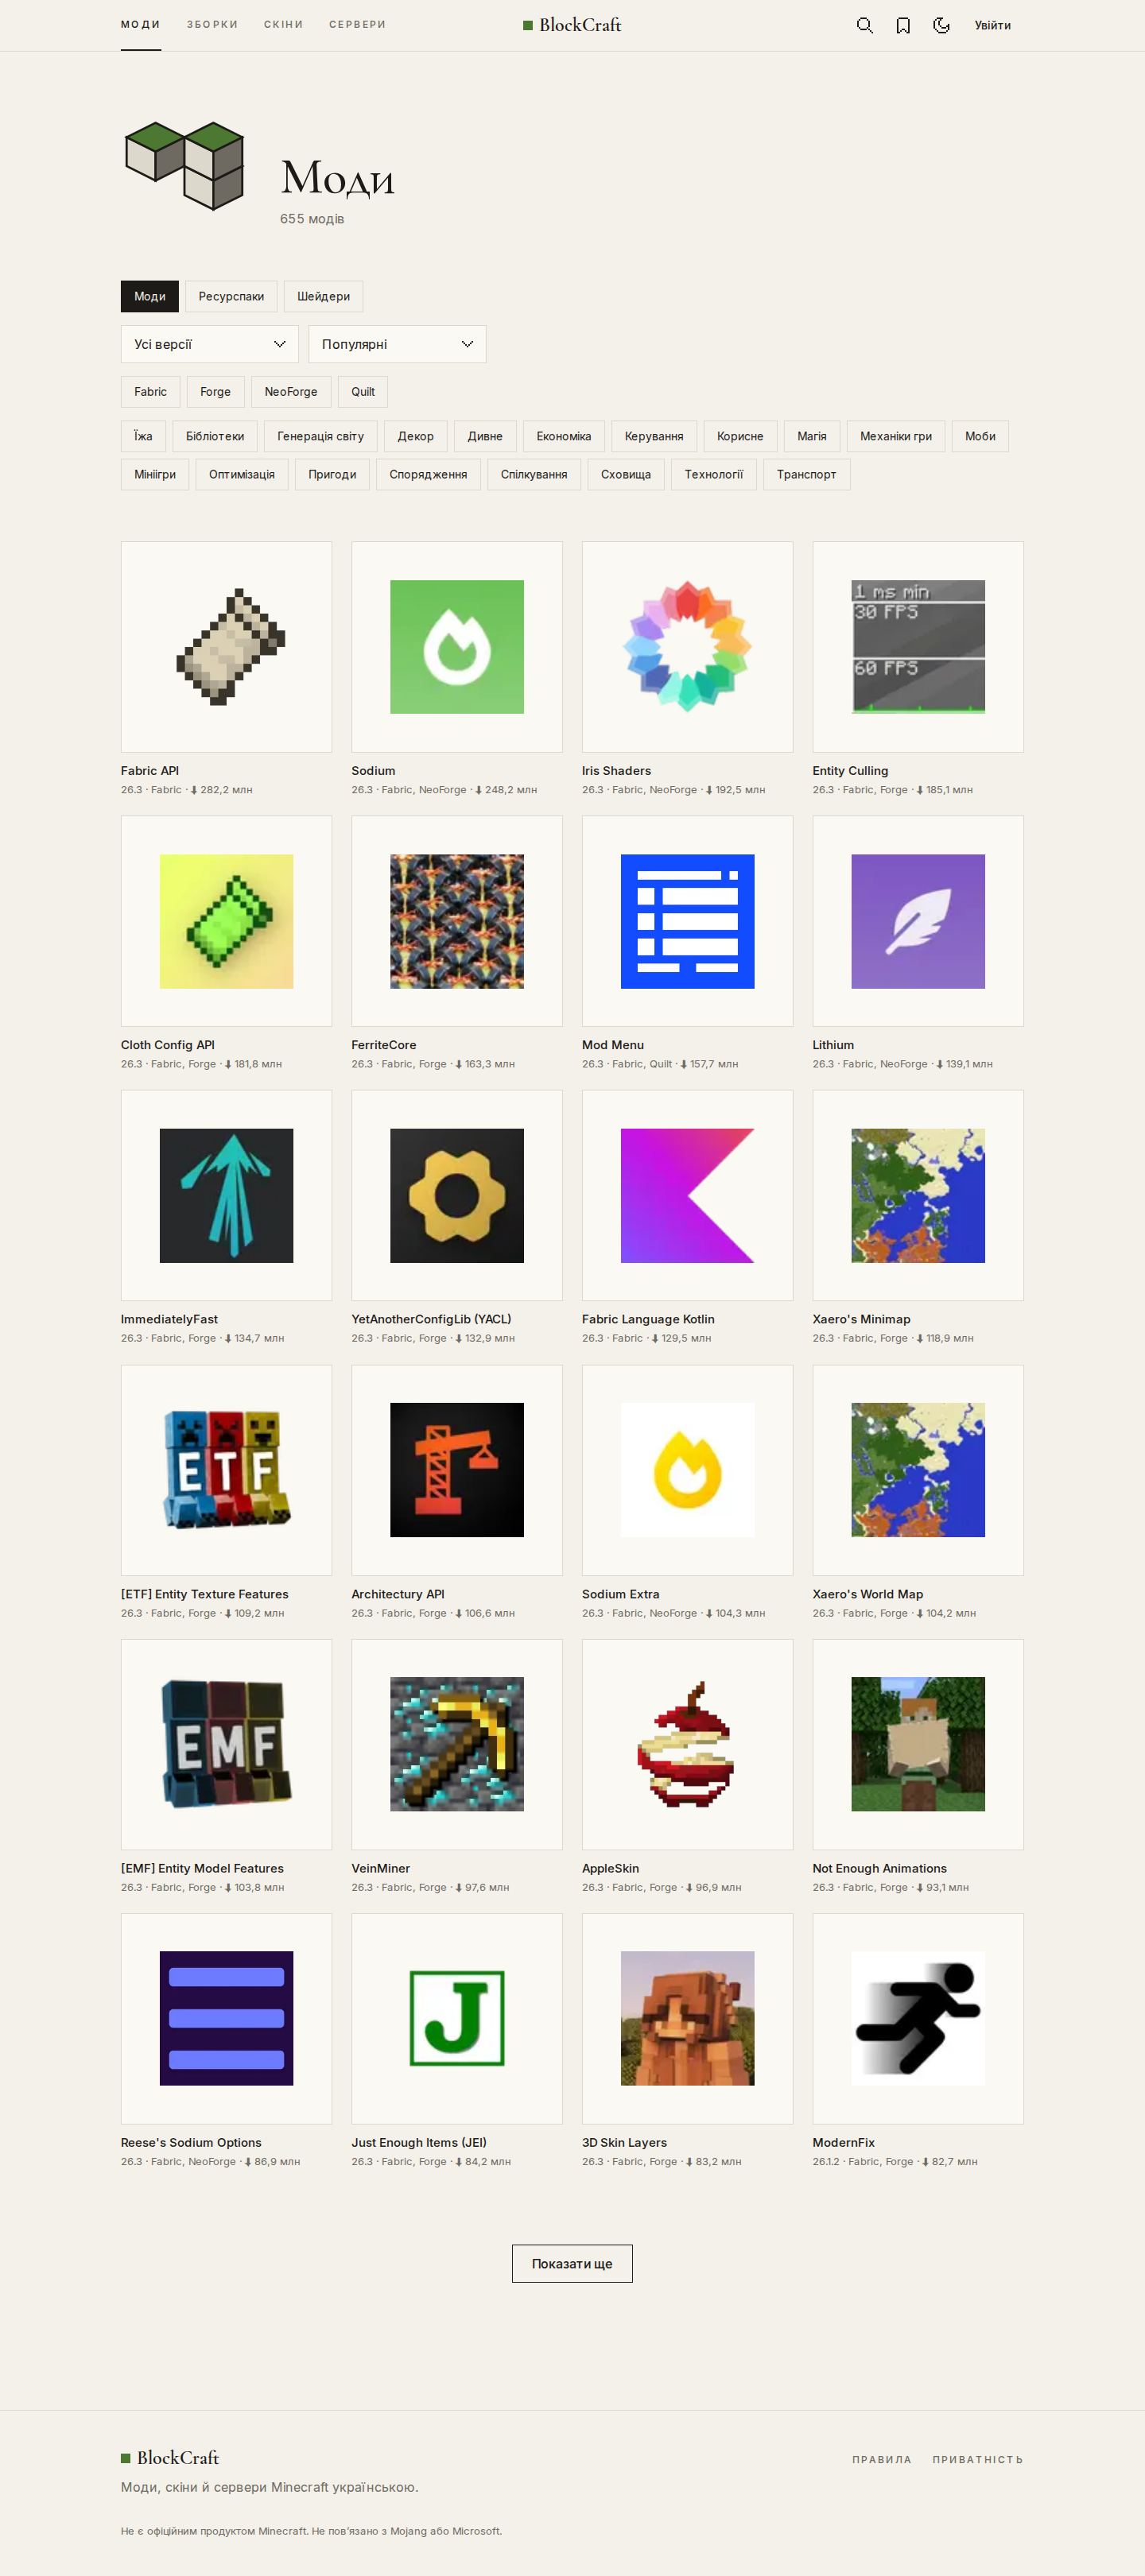 МОДИ ЗБОРКИ СКІНИ СЕРВЕРИ BlockCraft Увійти
Моди
655 модів
Моди Ресурспаки Шейдери
Усі версії Популярні
Fabric Forge NeoForge Quilt
Їжа Бібліотеки Генерація світу Декор Дивне Економіка Керування Корисне Магія Механіки гри Моби
Мініігри Оптимізація Пригоди Спорядження Спілкування Сховища Технології Транспорт
1 ms min
30 FPS
60 FPS
Fabric API Sodium Iris Shaders Entity Culling
26.3 · Fabric · 282,2 млн 26.3 · Fabric, NeoForge · 248,2 млн 26.3 · Fabric, NeoForge · 192,5 млн 26.3 · Fabric, Forge · 185,1 млн
Cloth Config API FerriteCore Mod Menu Lithium
26.3 · Fabric, Forge · 181,8 млн 26.3 · Fabric, Forge · 163,3 млн 26.3 · Fabric, Quilt · 157,7 млн 26.3 · Fabric, NeoForge · 139,1 млн
ImmediatelyFast YetAnotherConfigLib (YACL) Fabric Language Kotlin Xaero's Minimap
26.3 · Fabric, Forge · 134,7 млн 26.3 · Fabric, Forge · 132,9 млн 26.3 · Fabric · 129,5 млн 26.3 · Fabric, Forge · 118,9 млн
ETF
[ETF] Entity Texture Features Architectury API Sodium Extra Xaero's World Map
26.3 · Fabric, Forge · 109,2 млн 26.3 · Fabric, Forge · 106,6 млн 26.3 · Fabric, NeoForge · 104,3 млн 26.3 · Fabric, Forge · 104,2 млн
EMF
[EMF] Entity Model Features VeinMiner AppleSkin Not Enough Animations
26.3 · Fabric, Forge · 103,8 млн 26.3 · Fabric, Forge · 97,6 млн 26.3 · Fabric, Forge · 96,9 млн 26.3 · Fabric, Forge · 93,1 млн
J
Reese's Sodium Options Just Enough Items (JEI) 3D Skin Layers ModernFix
26.3 · Fabric, NeoForge · 86,9 млн 26.3 · Fabric, Forge · 84,2 млн 26.3 · Fabric, Forge · 83,2 млн 26.1.2 · Fabric, Forge · 82,7 млн
Показати ще
BlockCraft ПРАВИЛА ПРИВАТНІСТЬ
Моди, скіни й сервери Minecraft українською.
Не є офіційним продуктом Minecraft. Не пов'язано з Mojang або Microsoft.